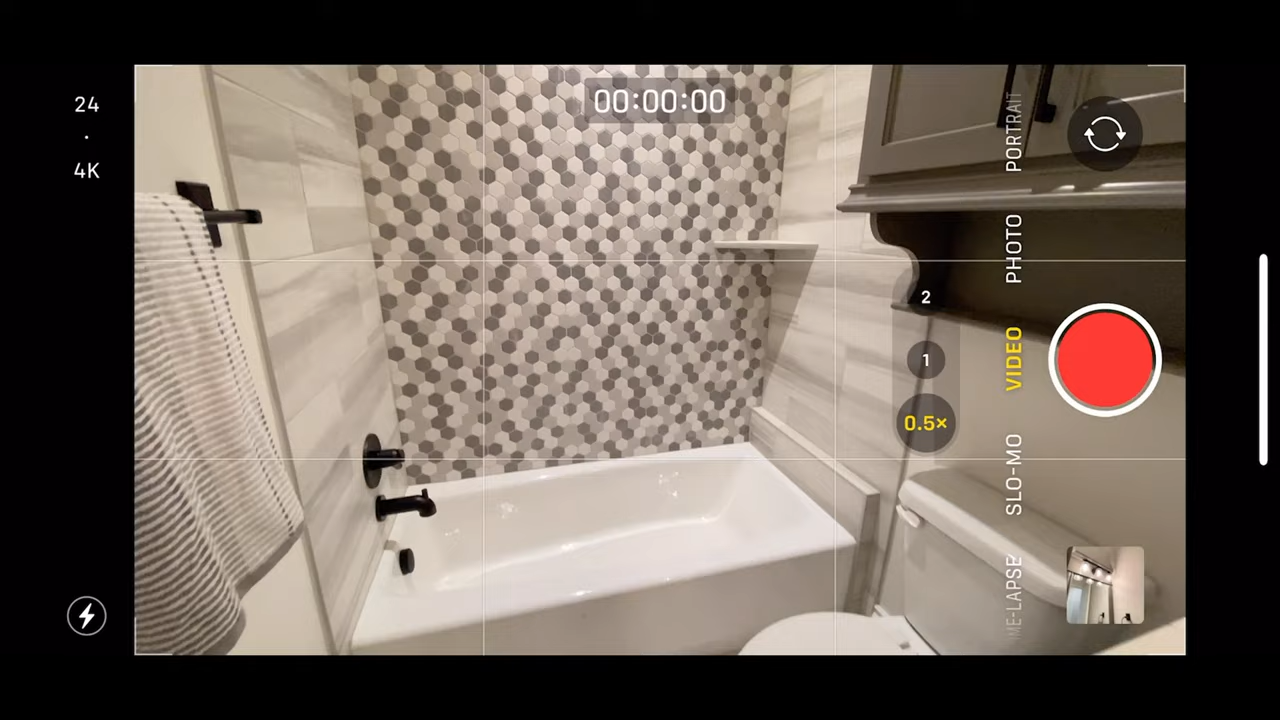 24
·
4K
00:00:00
PORTRAIT
PHOTO
VIDEO
SLO-MO
ME-LAPSE
2
1
0.5×